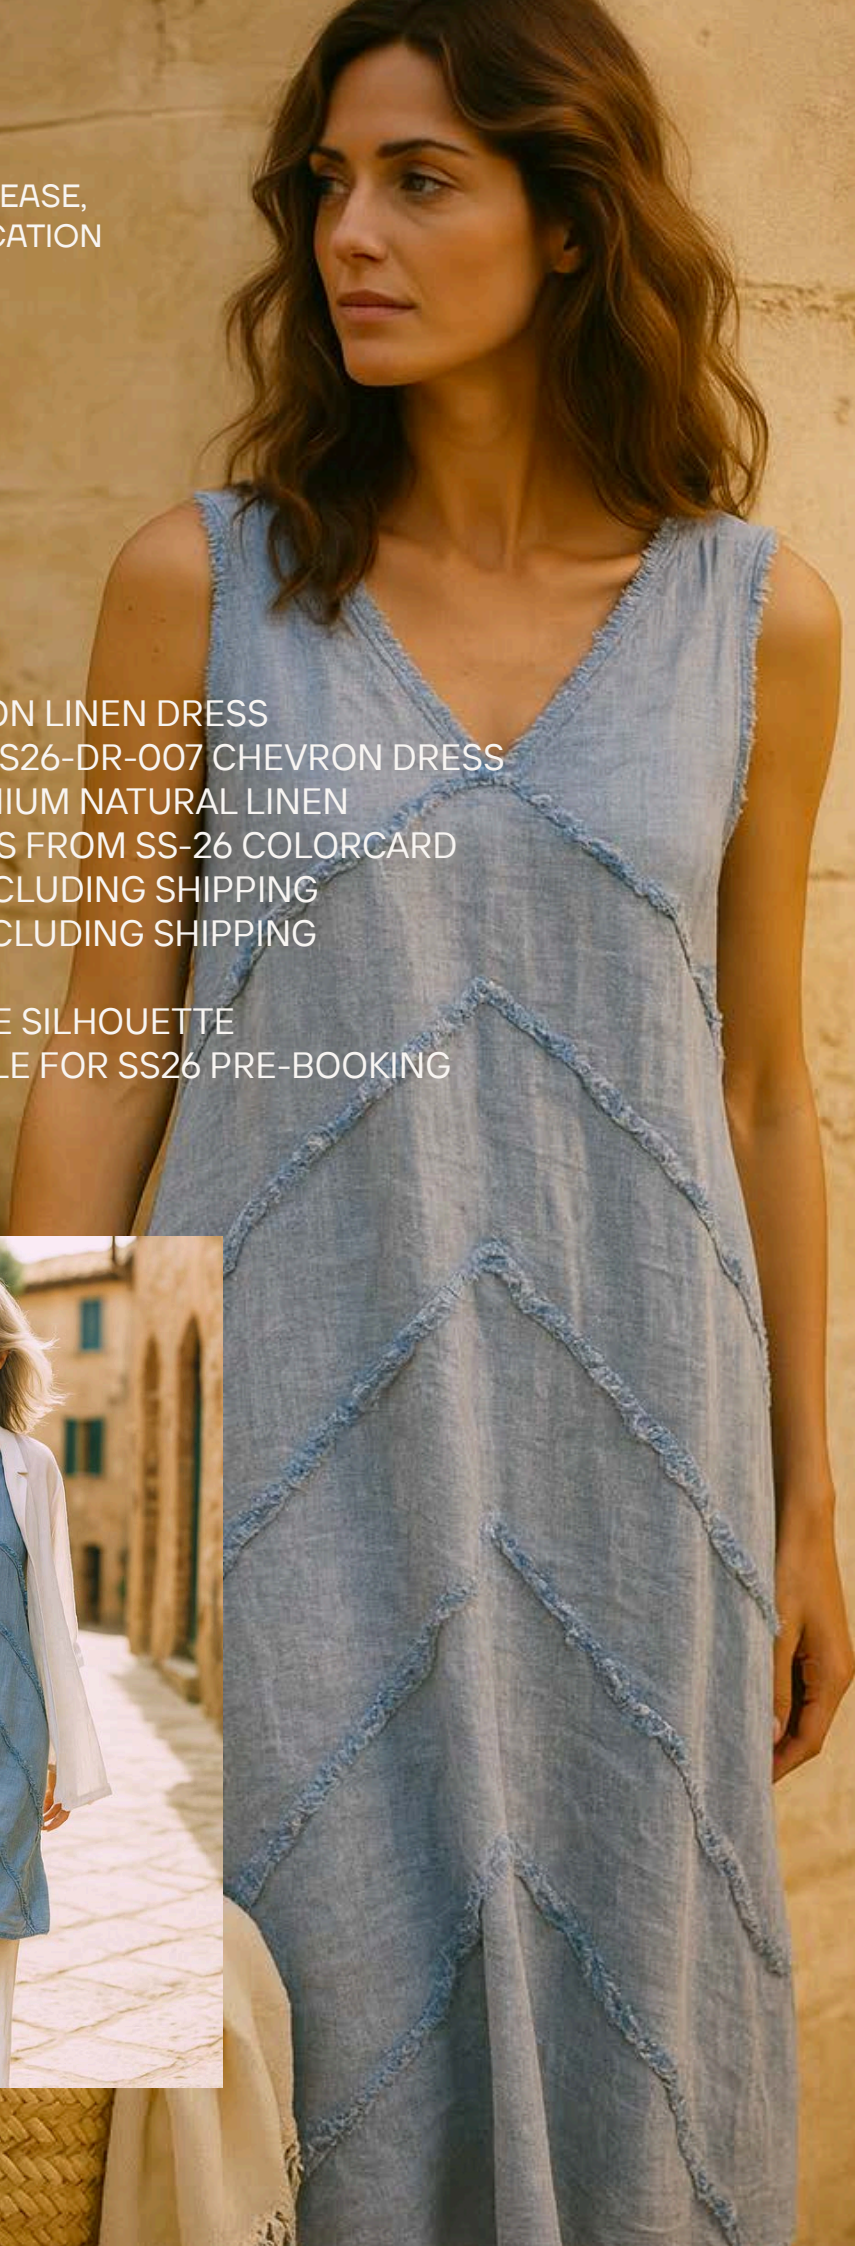 EASE,
CATION
ON LINEN DRESS
S26-DR-007 CHEVRON DRESS
MIUM NATURAL LINEN
S FROM SS-26 COLORCARD
CLUDING SHIPPING
CLUDING SHIPPING
E SILHOUETTE
LE FOR SS26 PRE-BOOKING